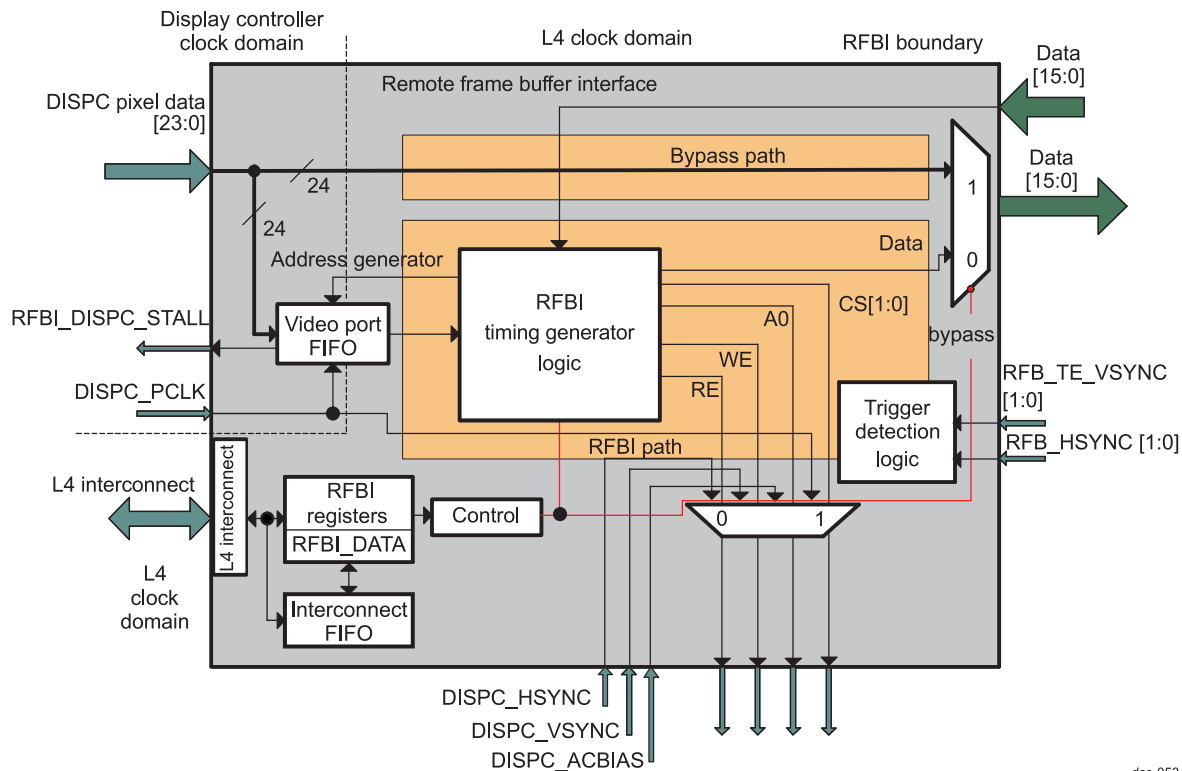 Display controller
clock domain
L4 clock domain
RFBI boundary
Data
[15:0]
Remote frame buffer interface
DISPC pixel data
[23:0]
Bypass path
24
1
Data
[15:0]
24
Data
Address generator
0
RFBI
timing generator
logic
CS[1:0]
RFBI_DISPC_STALL
Video port
FIFO
A0
bypass
WE
DISPC_PCLK
RE
RFB_TE_VSYNC
[1:0]
Trigger
detection
logic
RFBI path
RFB_HSYNC [1:0]
L4 interconnect
L4 interconnect
RFBI
registers
RFBI_DATA
Control
0
1
L4
clock
domain
Interconnect
FIFO
DISPC_HSYNC
DISPC_VSYNC
DISPC_ACBIAS